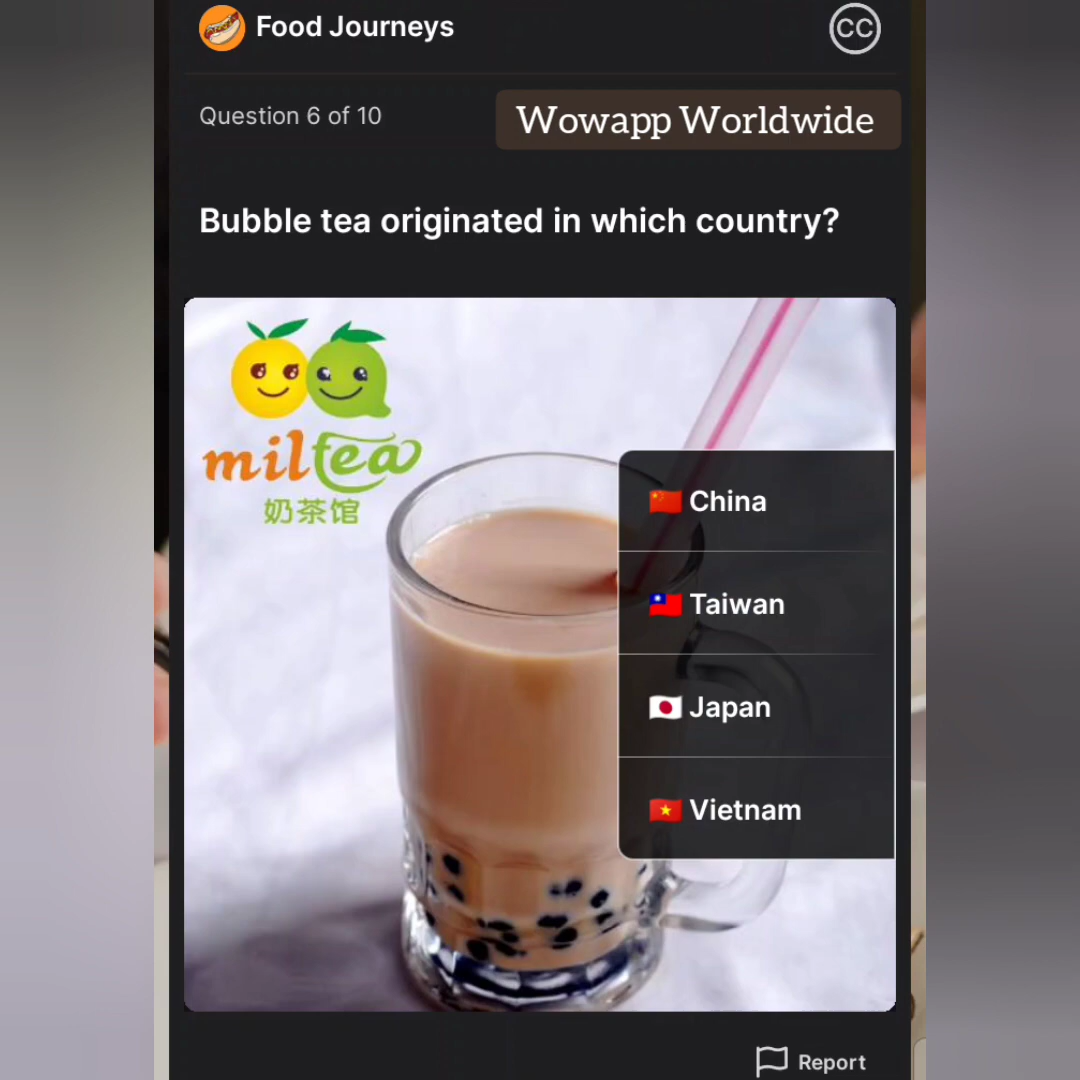 Food Journeys
CC
Question 6 of 10
Wowapp Worldwide
Bubble tea originated in which country?
miltea
奶茶馆
China
Taiwan
Japan
Vietnam
Report